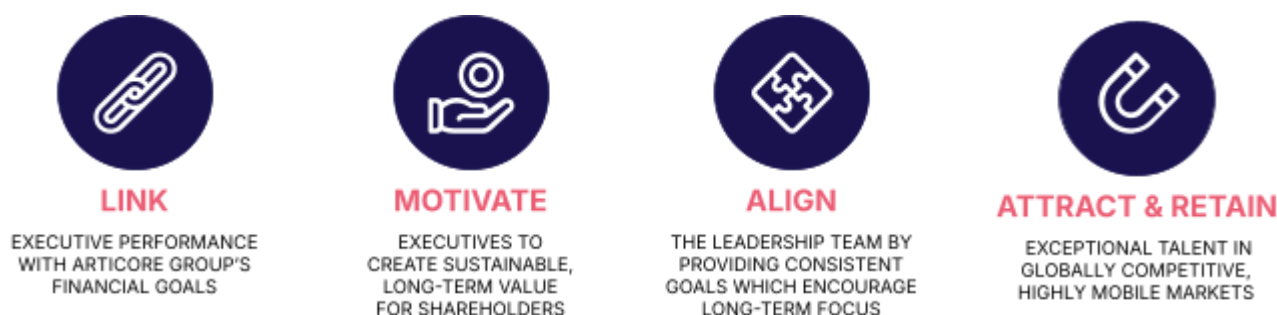 LINK
EXECUTIVE PERFORMANCE
WITH ARTICORE GROUP'S
FINANCIAL GOALS
MOTIVATE
EXECUTIVES TO
CREATE SUSTAINABLE,
LONG-TERM VALUE
FOR SHAREHOLDERS
ALIGN
THE LEADERSHIP TEAM BY
PROVIDING CONSISTENT
GOALS WHICH ENCOURAGE
LONG-TERM FOCUS
ATTRACT & RETAIN
EXCEPTIONAL TALENT IN
GLOBALLY COMPETITIVE,
HIGHLY MOBILE MARKETS